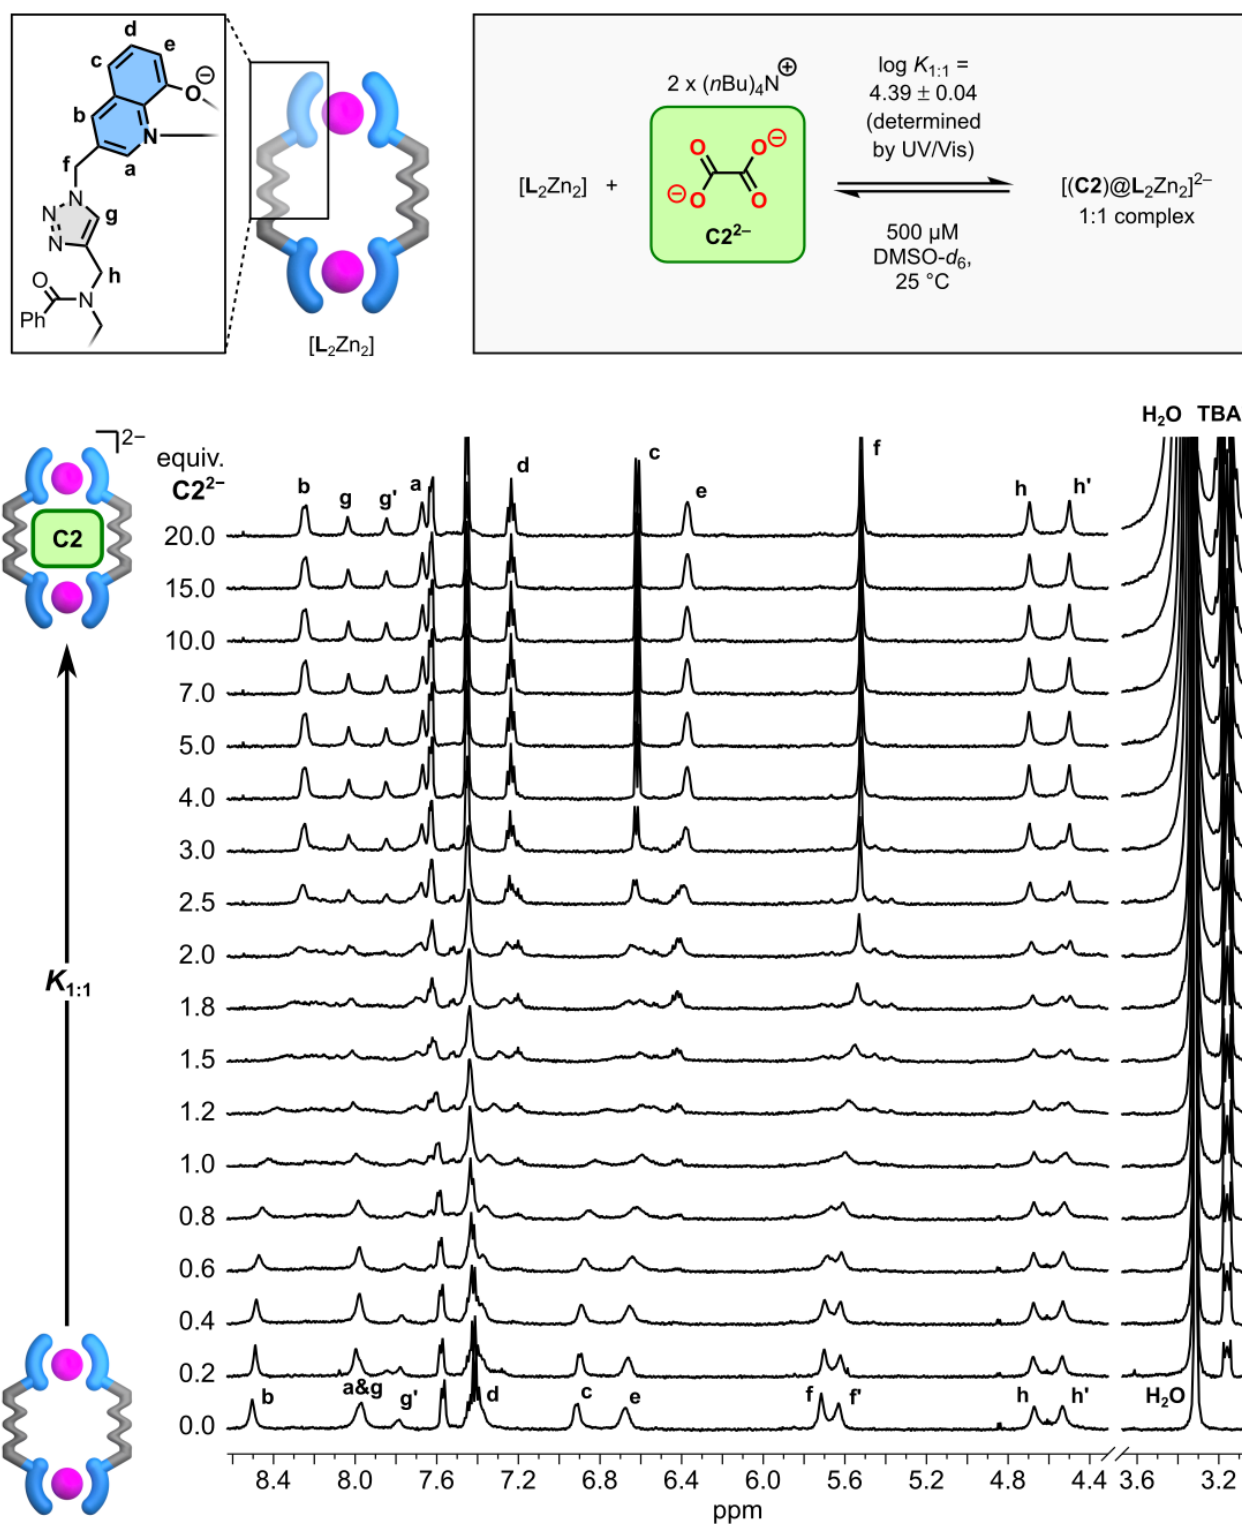 d
e
c
O⊖
b
N
f
a
N
N
g
N
h
O
N
Ph
[L₂Zn₂]
2 x (nBu)₄N⊕
log K₁:₁ =
4.39 ± 0.04
(determined
by UV/Vis)
O
O⊖
[L₂Zn₂] +
⊖O
O
C2²⁻
500 µM
DMSO-d₆,
25 °C
[(C2)@L₂Zn₂]²⁻
1:1 complex
H₂O TBA
2−
equiv.
C2²⁻
b g g' a d c e f h h'
C2
20.0
15.0
10.0
7.0
5.0
4.0
3.0
2.5
2.0
K₁:₁
1.8
1.5
1.2
1.0
0.8
0.6
0.4
0.2
b a&g g' d c e f f' h h' H₂O
0.0
8.4 8.0 7.6 7.2 6.8 6.4 6.0 5.6 5.2 4.8 4.4 3.6 3.2
ppm